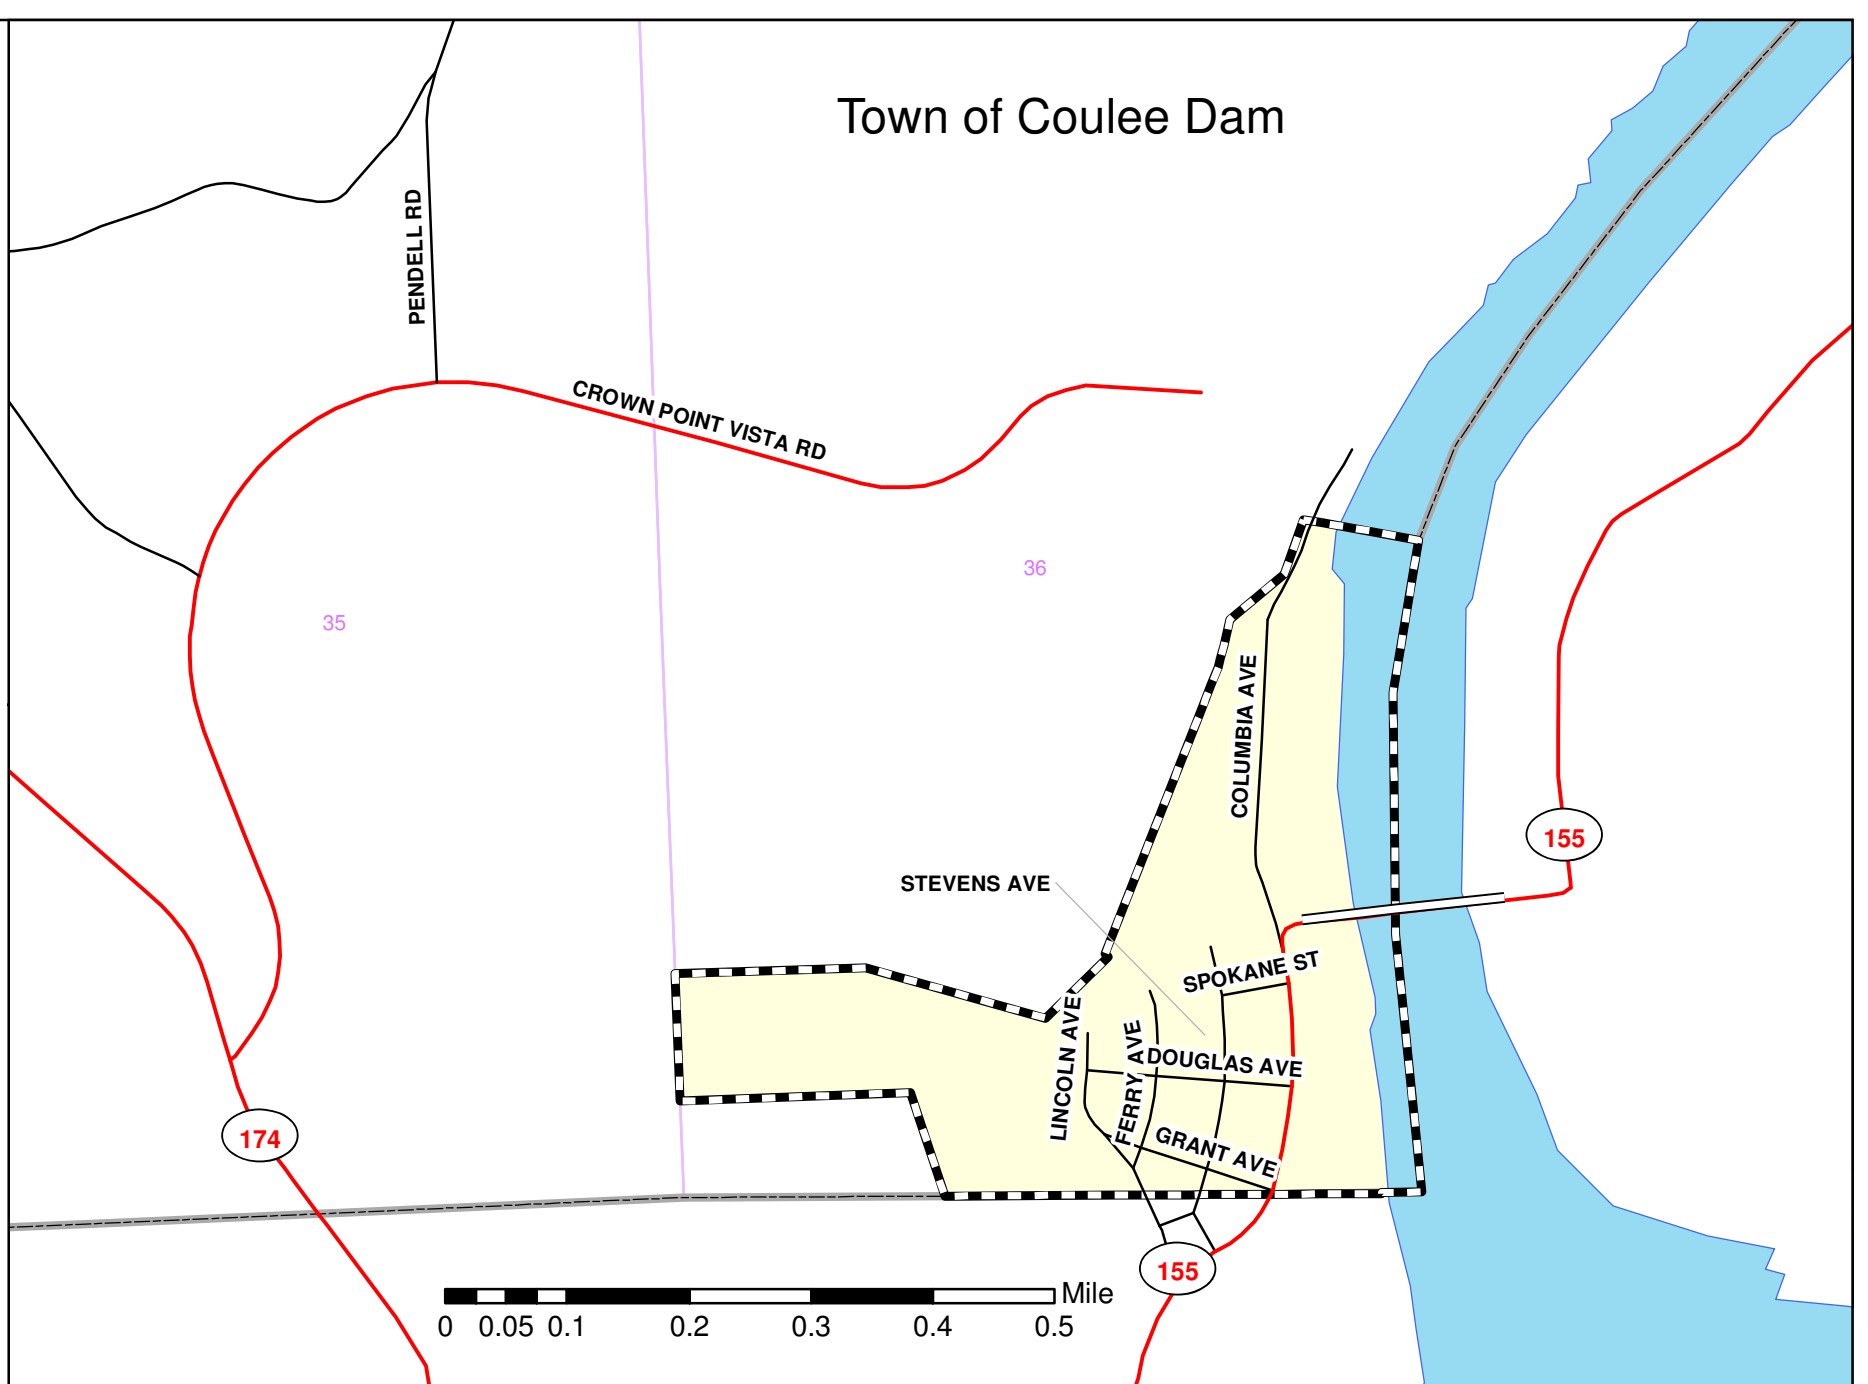 Town of Coulee Dam
PENDELL RD
CROWN POINT VISTA RD
36
35
COLUMBIA AVE
155
STEVENS AVE
SPOKANE ST
LINCOLN AVE
FERRY AVE
DOUGLAS AVE
GRANT AVE
174
155
Mile
0 0.05 0.1 0.2 0.3 0.4 0.5